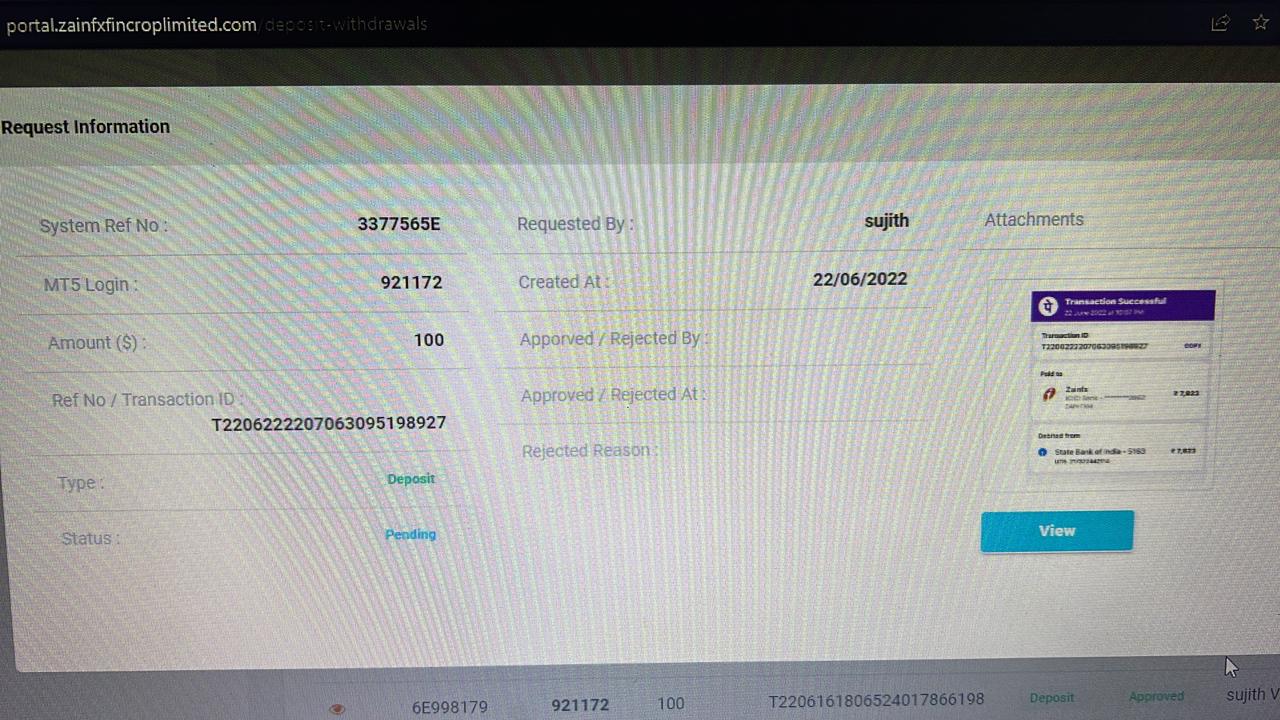 portal.zainfxfincroplimited.com/deposit-withdrawals
Request Information
System Ref No : 3377565E
MT5 Login : 921172
Amount ($) : 100
Ref No / Transaction ID :
T2206222207063095198927
Type : Deposit
Status : Pending
Requested By : sujith
Created At : 22/06/2022
Apporved / Rejected By :
Approved / Rejected At :
Rejected Reason :
Attachments
पे Transaction Successful
22 June 2022 at 10:07 PM
Transaction ID
T2206222207063095198927 COPY
Paid to
Zainfx ₹7,823
Debited from
State Bank of India - 5163 ₹7,823
View
6E998179 921172 100 T2206161806524017866198 Deposit Approved sujith V